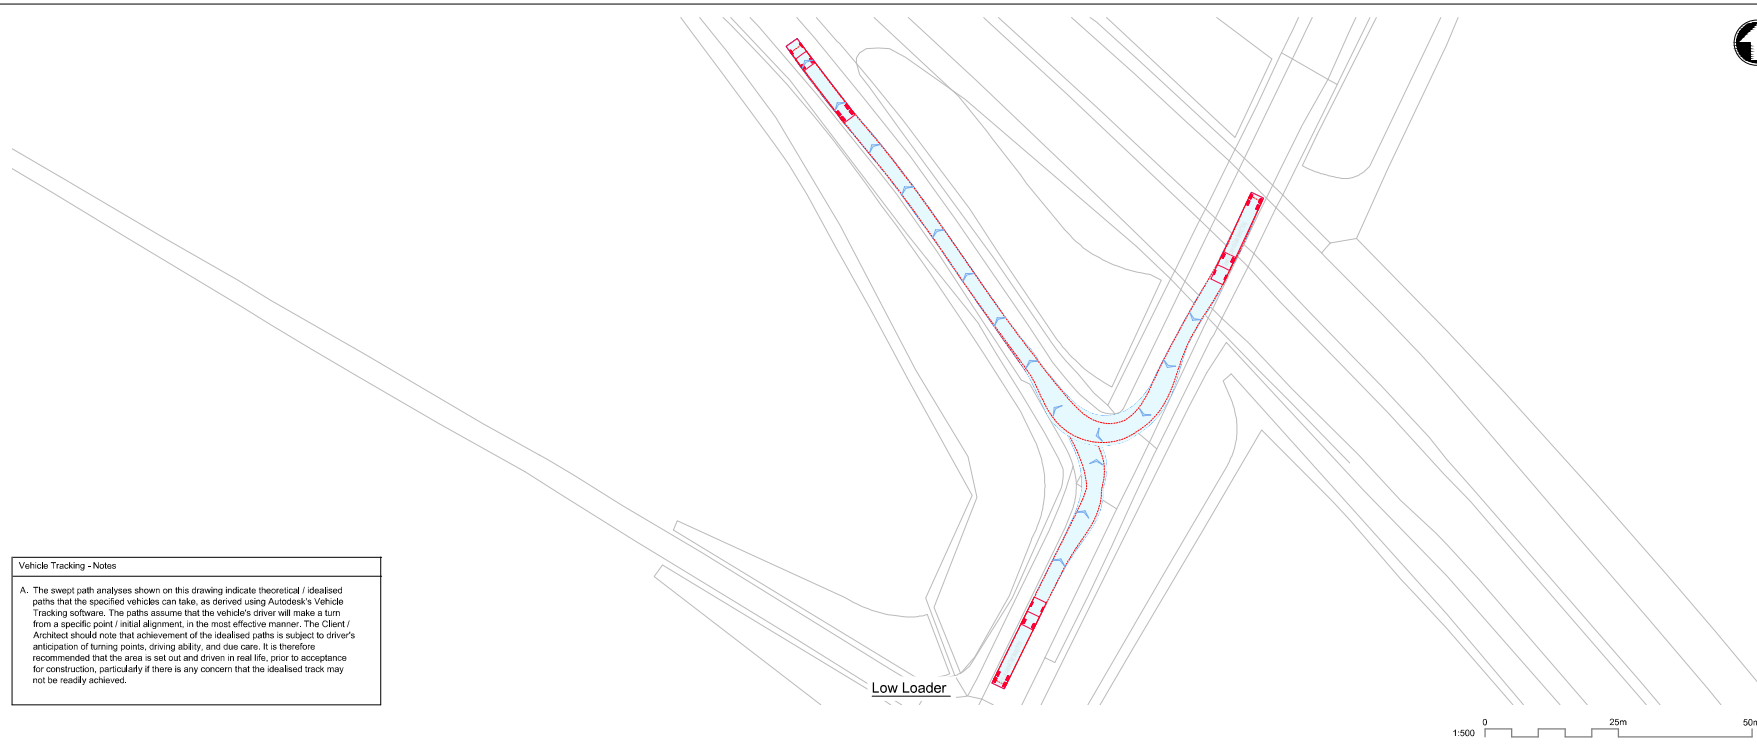 Vehicle Tracking - Notes
A. The swept path analyses shown on this drawing indicate theoretical / idealised
paths that the specified vehicles can take, as derived using Autodesk's Vehicle
Tracking software. The paths assume that the vehicle's driver will make a turn
from a specific point / initial alignment, in the most effective manner. The Client /
Architect should note that achievement of the idealised paths is subject to driver's
anticipation of turning points, driving ability, and due care. It is therefore
recommended that the area is set out and driven in real life, prior to acceptance
for construction, particularly if there is any concern that the idealised track may
not be readily achieved.
Low Loader
1:500
0 25m 50m